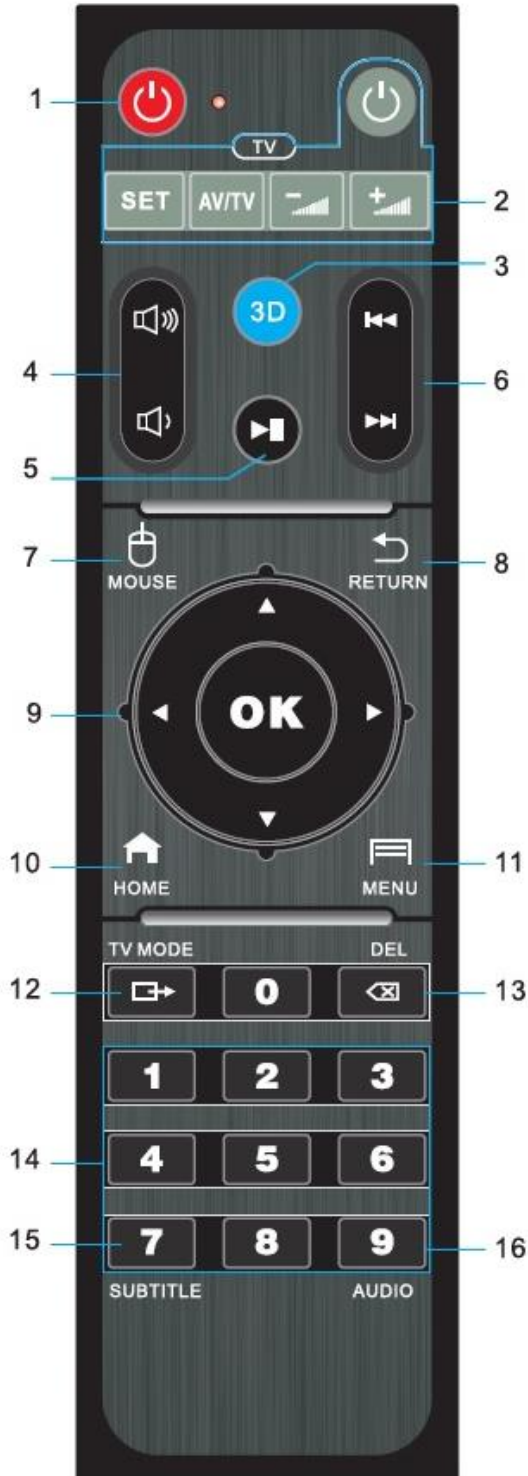 1
TV
SET AV/TV - + 2
3
3D
4 6
5
7 8
MOUSE RETURN
9 OK
10 11
HOME MENU
TV MODE DEL
12 0 13
1 2 3
14 4 5 6
15 7 8 9 16
SUBTITLE AUDIO